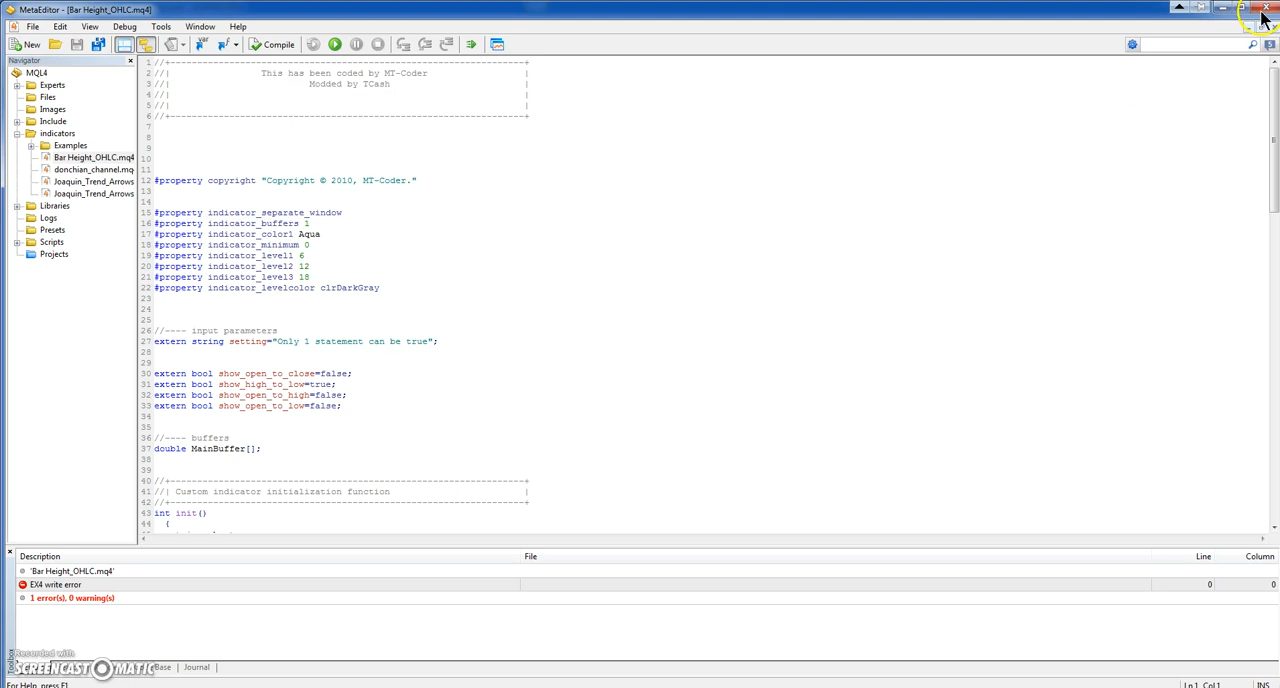 MetaEditor - [Bar Height_OHLC.mq4]
File Edit View Debug Tools Window Help
New Compile
Navigator
MQL4
Experts
Files
Images
Include
indicators
Examples
Bar Height_OHLC.mq4
donchian_channel.mq
Joaquin_Trend_Arrows
Joaquin_Trend_Arrows
Libraries
Logs
Presets
Scripts
Projects
1 //+------------------------------------------------------------------+
2 //| This has been coded by MT-Coder |
3 //| Modded by TCash |
4 //| |
5 //| |
6 //+------------------------------------------------------------------+
7
8
9
10
11
12 #property copyright "Copyright © 2010, MT-Coder."
13
14
15 #property indicator_separate_window
16 #property indicator_buffers 1
17 #property indicator_color1 Aqua
18 #property indicator_minimum 0
19 #property indicator_level1 6
20 #property indicator_level2 12
21 #property indicator_level3 18
22 #property indicator_levelcolor clrDarkGray
23
24
25
26 //---- input parameters
27 extern string setting="Only 1 statement can be true";
28
29
30 extern bool show_open_to_close=false;
31 extern bool show_high_to_low=true;
32 extern bool show_open_to_high=false;
33 extern bool show_open_to_low=false;
34
35
36 //---- buffers
37 double MainBuffer[];
38
39
40 //+------------------------------------------------------------------+
41 //| Custom indicator initialization function |
42 //+------------------------------------------------------------------+
43 int init()
44 {
Description File Line Column
'Bar Height_OHLC.mq4'
EX4 write error 0 0
1 error(s), 0 warning(s)
Toolbox
Recorded with
SCREENCAST-O-MATIC
Base Journal
For Help, press F1 Ln 1, Col 1 INS